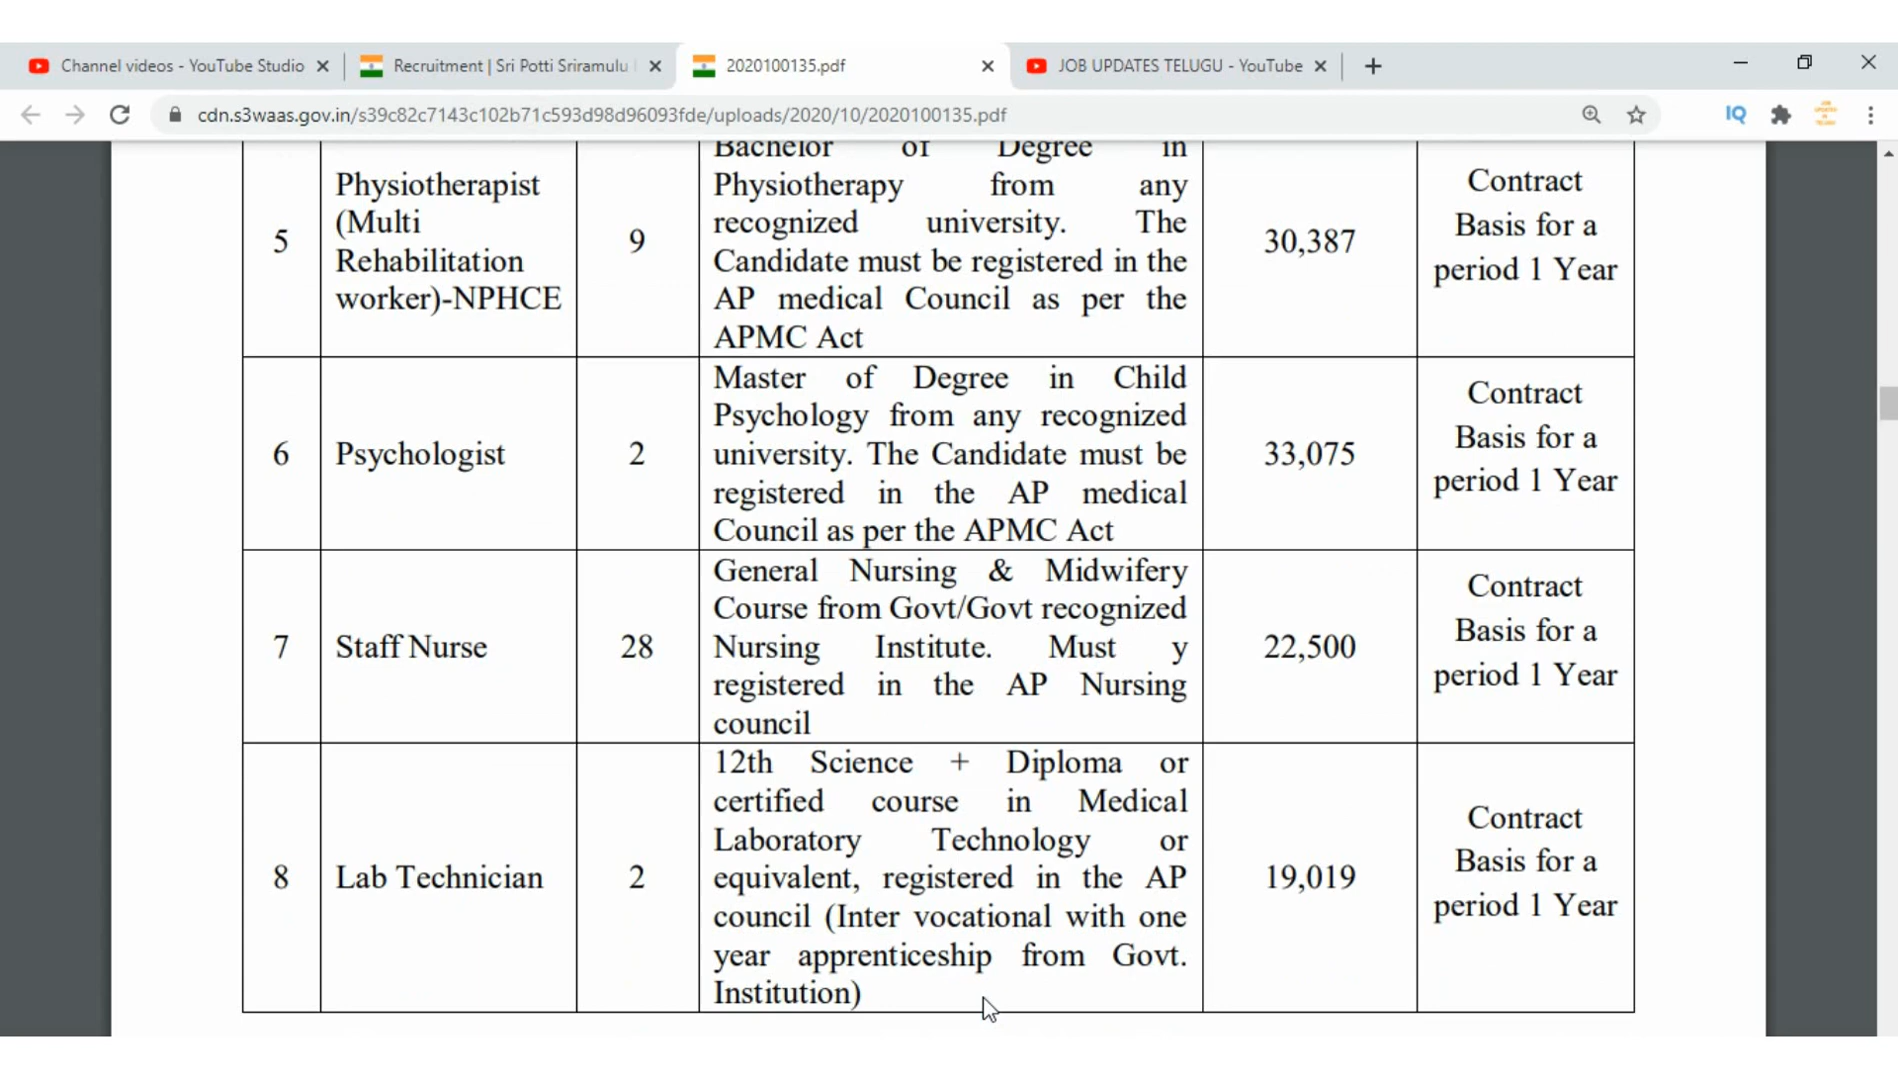 Channel videos - YouTube Studio
Recruitment | Sri Potti Sriramulu
2020100135.pdf
JOB UPDATES TELUGU - YouTube
cdn.s3waas.gov.in/s39c82c7143c102b71c593d98d96093fde/uploads/2020/10/2020100135.pdf
IQ
5
Physiotherapist
(Multi
Rehabilitation
worker)-NPHCE
9
Bachelor of Degree in
Physiotherapy from any
recognized university. The
Candidate must be registered in the
AP medical Council as per the
APMC Act
30,387
Contract
Basis for a
period 1 Year
6
Psychologist
2
Master of Degree in Child
Psychology from any recognized
university. The Candidate must be
registered in the AP medical
Council as per the APMC Act
33,075
Contract
Basis for a
period 1 Year
7
Staff Nurse
28
General Nursing & Midwifery
Course from Govt/Govt recognized
Nursing Institute. Must y
registered in the AP Nursing
council
22,500
Contract
Basis for a
period 1 Year
8
Lab Technician
2
12th Science + Diploma or
certified course in Medical
Laboratory Technology or
equivalent, registered in the AP
council (Inter vocational with one
year apprenticeship from Govt.
Institution)
19,019
Contract
Basis for a
period 1 Year